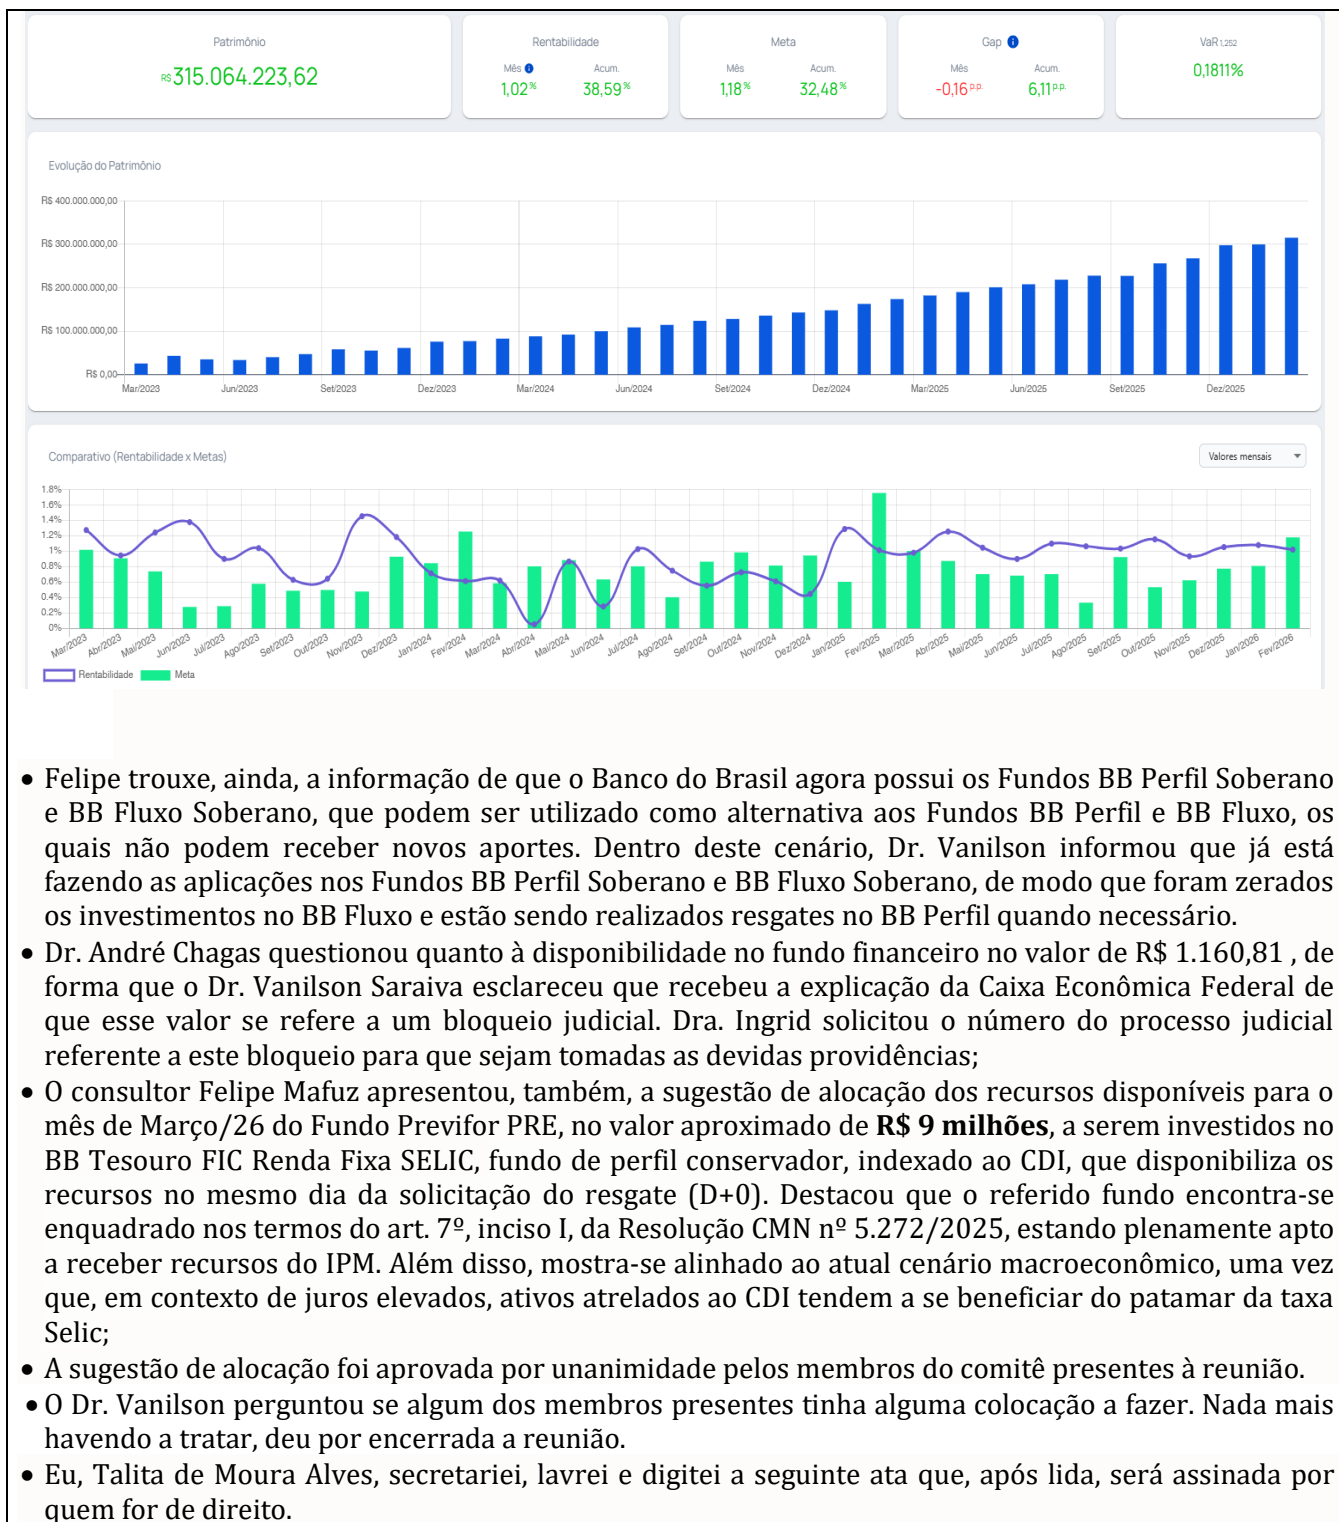 Patrimônio
R$ 315.064.223,62
Rentabilidade
Mês Acum.
1,02% 38,59%
Meta
Mês Acum.
1,18% 32,48%
Gap
Mês Acum.
-0,16 p.p. 6,11 p.p.
VaR 1,252
0,1811%
Evolução do Patrimônio
R$ 400.000.000,00
R$ 300.000.000,00
R$ 200.000.000,00
R$ 100.000.000,00
R$ 0,00
Mar/2023 Jun/2023 Set/2023 Dez/2023 Mar/2024 Jun/2024 Set/2024 Dez/2024 Mar/2025 Jun/2025 Set/2025 Dez/2025
Comparativo (Rentabilidade x Metas)
Valores mensais
1.8%
1.6%
1.4%
1.2%
1%
0.8%
0.6%
0.4%
0.2%
0%
Mar/2023 Abr/2023 Mai/2023 Jun/2023 Jul/2023 Ago/2023 Set/2023 Out/2023 Nov/2023 Dez/2023 Jan/2024 Fev/2024 Mar/2024 Abr/2024 Mai/2024 Jun/2024 Jul/2024 Ago/2024 Set/2024 Out/2024 Nov/2024 Dez/2024 Jan/2025 Fev/2025 Mar/2025 Abr/2025 Mai/2025 Jun/2025 Jul/2025 Ago/2025 Set/2025 Out/2025 Nov/2025 Dez/2025 Jan/2026 Fev/2026
Rentabilidade Meta
• Felipe trouxe, ainda, a informação de que o Banco do Brasil agora possui os Fundos BB Perfil Soberano
e BB Fluxo Soberano, que podem ser utilizado como alternativa aos Fundos BB Perfil e BB Fluxo, os
quais não podem receber novos aportes. Dentro deste cenário, Dr. Vanilson informou que já está
fazendo as aplicações nos Fundos BB Perfil Soberano e BB Fluxo Soberano, de modo que foram zerados
os investimentos no BB Fluxo e estão sendo realizados resgates no BB Perfil quando necessário.
• Dr. André Chagas questionou quanto à disponibilidade no fundo financeiro no valor de R$ 1.160,81 , de
forma que o Dr. Vanilson Saraiva esclareceu que recebeu a explicação da Caixa Econômica Federal de
que esse valor se refere a um bloqueio judicial. Dra. Ingrid solicitou o número do processo judicial
referente a este bloqueio para que sejam tomadas as devidas providências;
• O consultor Felipe Mafuz apresentou, também, a sugestão de alocação dos recursos disponíveis para o
mês de Março/26 do Fundo Previfor PRE, no valor aproximado de R$ 9 milhões, a serem investidos no
BB Tesouro FIC Renda Fixa SELIC, fundo de perfil conservador, indexado ao CDI, que disponibiliza os
recursos no mesmo dia da solicitação do resgate (D+0). Destacou que o referido fundo encontra-se
enquadrado nos termos do art. 7º, inciso I, da Resolução CMN nº 5.272/2025, estando plenamente apto
a receber recursos do IPM. Além disso, mostra-se alinhado ao atual cenário macroeconômico, uma vez
que, em contexto de juros elevados, ativos atrelados ao CDI tendem a se beneficiar do patamar da taxa
Selic;
• A sugestão de alocação foi aprovada por unanimidade pelos membros do comitê presentes à reunião.
• O Dr. Vanilson perguntou se algum dos membros presentes tinha alguma colocação a fazer. Nada mais
havendo a tratar, deu por encerrada a reunião.
• Eu, Talita de Moura Alves, secretariei, lavrei e digitei a seguinte ata que, após lida, será assinada por
quem for de direito.